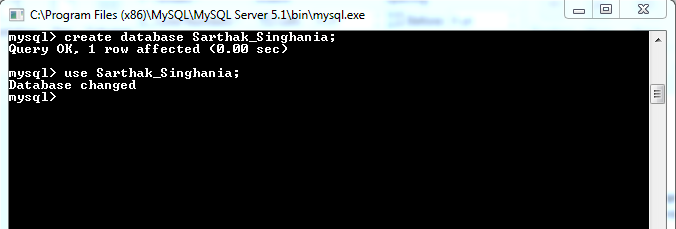 C:\Program Files (x86)\MySQL\MySQL Server 5.1\bin\mysql.exe
mysql> create database Sarthak_Singhania;
Query OK, 1 row affected (0.00 sec)
mysql> use Sarthak_Singhania;
Database changed
mysql>